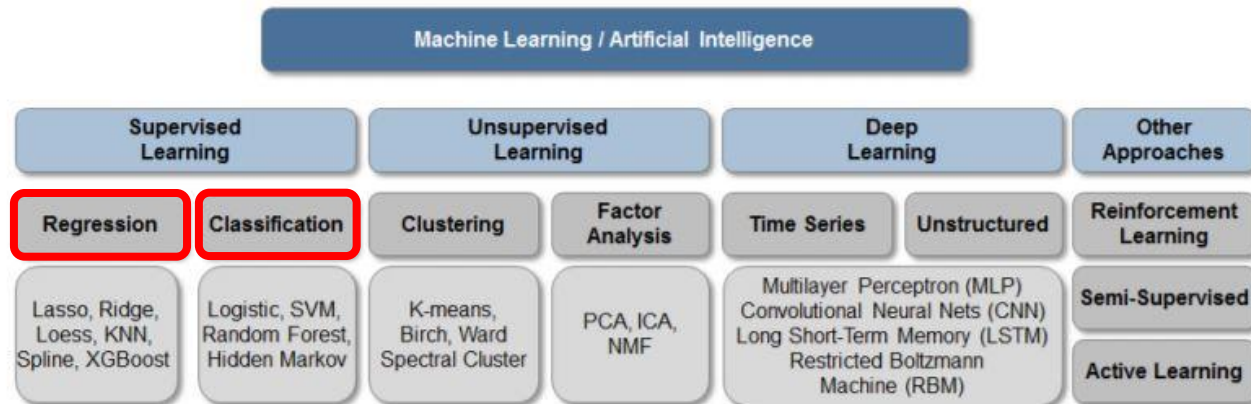 Machine Learning / Artificial Intelligence
Supervised
Learning
Unsupervised
Learning
Deep
Learning
Other
Approaches
Regression
Classification
Clustering
Factor
Analysis
Time Series
Unstructured
Reinforcement
Learning
Lasso, Ridge,
Loess, KNN,
Spline, XGBoost
Logistic, SVM,
Random Forest,
Hidden Markov
K-means,
Birch, Ward
Spectral Cluster
PCA, ICA,
NMF
Multilayer Perceptron (MLP)
Convolutional Neural Nets (CNN)
Long Short-Term Memory (LSTM)
Restricted Boltzmann
Machine (RBM)
Semi-Supervised
Active Learning